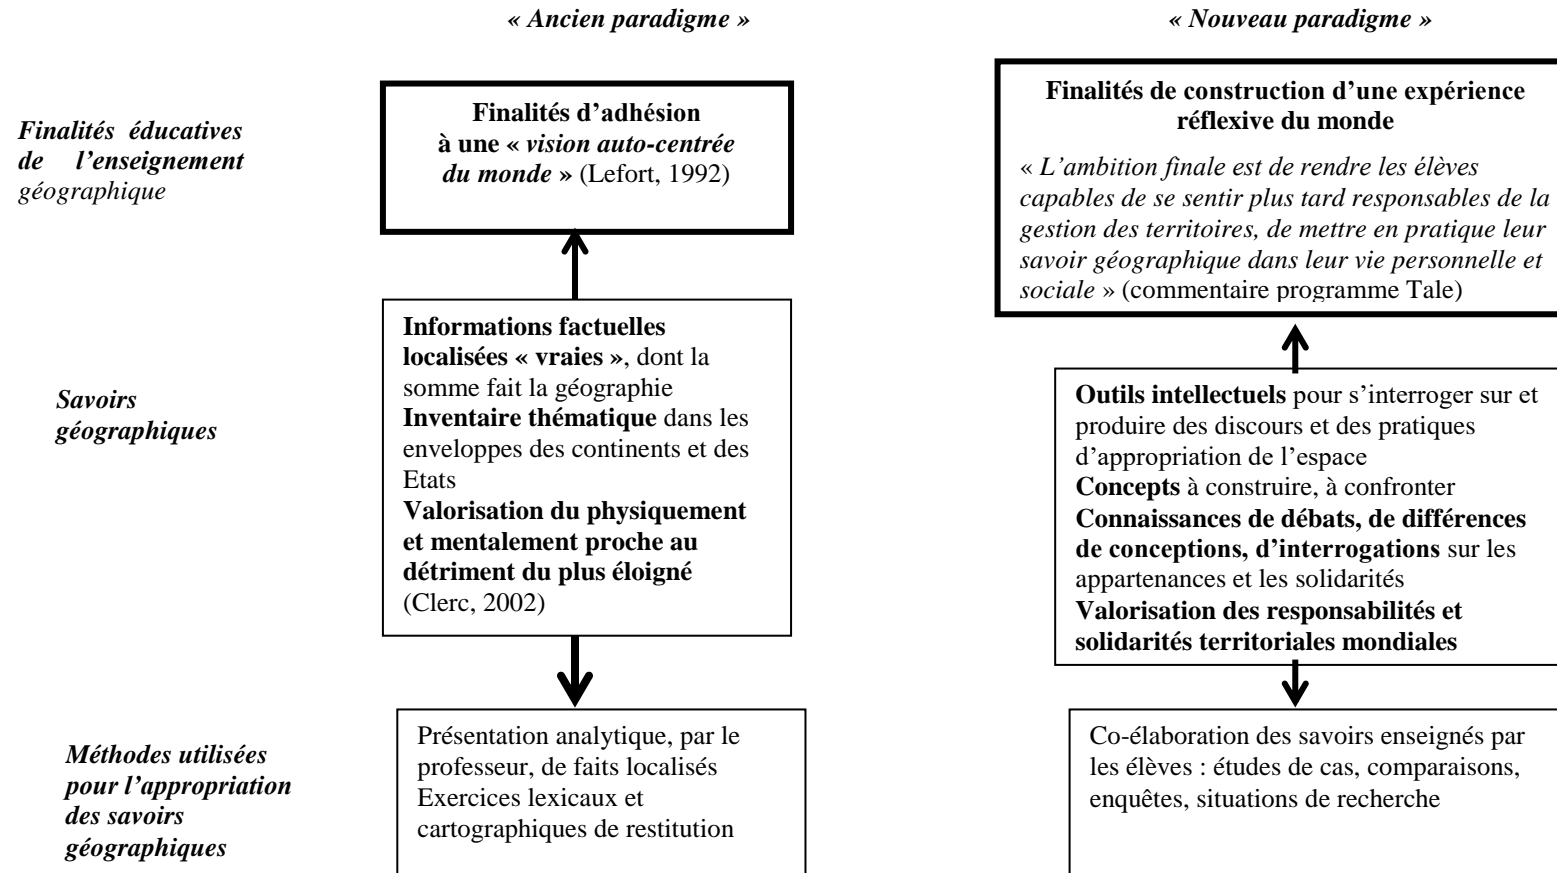 « Ancien paradigme »
« Nouveau paradigme »
Finalités éducatives
de l’enseignement
géographique
Finalités d’adhésion
à une « vision auto-centrée
du monde » (Lefort, 1992)
Finalités de construction d’une expérience
réflexive du monde
« L’ambition finale est de rendre les élèves
capables de se sentir plus tard responsables de la
gestion des territoires, de mettre en pratique leur
savoir géographique dans leur vie personnelle et
sociale » (commentaire programme Tale)
Savoirs
géographiques
Informations factuelles
localisées « vraies », dont la
somme fait la géographie
Inventaire thématique dans les
enveloppes des continents et des
Etats
Valorisation du physiquement
et mentalement proche au
détriment du plus éloigné
(Clerc, 2002)
Outils intellectuels pour s’interroger sur et
produire des discours et des pratiques
d’appropriation de l’espace
Concepts à construire, à confronter
Connaissances de débats, de différences
de conceptions, d’interrogations sur les
appartenances et les solidarités
Valorisation des responsabilités et
solidarités territoriales mondiales
Méthodes utilisées
pour l’appropriation
des savoirs
géographiques
Présentation analytique, par le
professeur, de faits localisés
Exercices lexicaux et
cartographiques de restitution
Co-élaboration des savoirs enseignés par
les élèves : études de cas, comparaisons,
enquêtes, situations de recherche